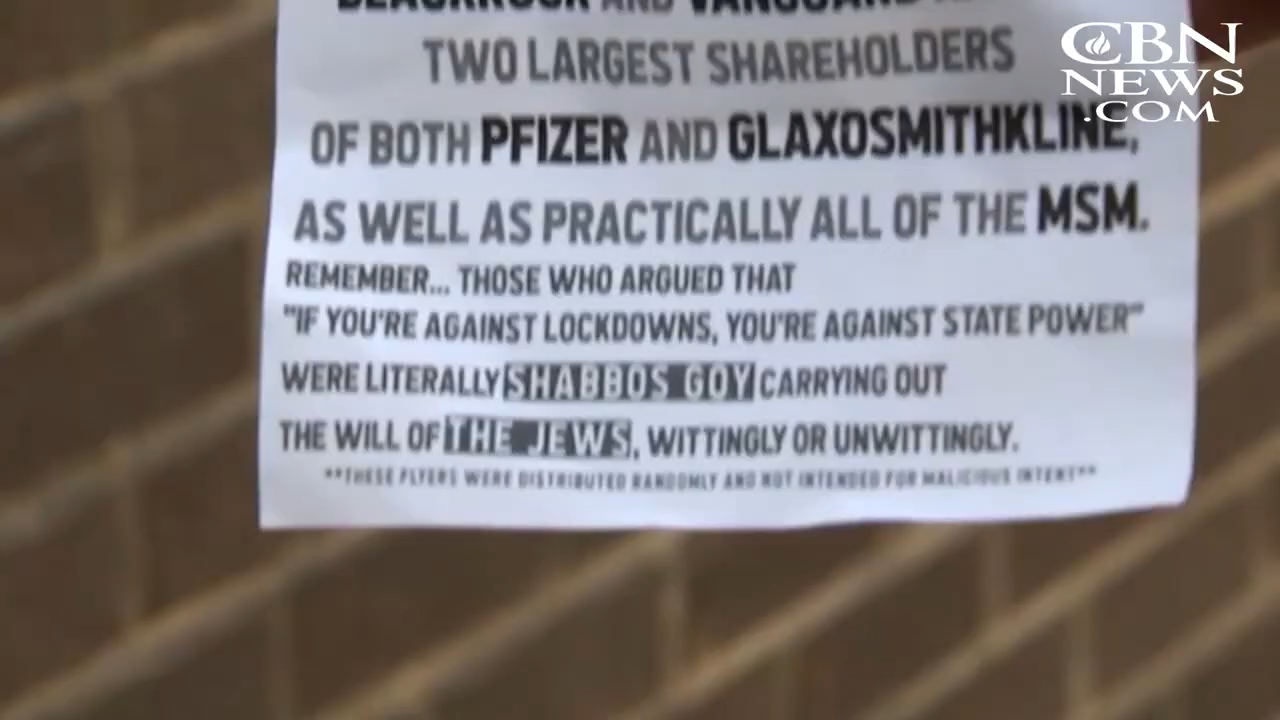 BLACKROCK AND VANGUARD
TWO LARGEST SHAREHOLDERS
OF BOTH PFIZER AND GLAXOSMITHKLINE,
AS WELL AS PRACTICALLY ALL OF THE MSM.
REMEMBER... THOSE WHO ARGUED THAT
"IF YOU'RE AGAINST LOCKDOWNS, YOU'RE AGAINST STATE POWER"
WERE LITERALLY SHABBOS GOY CARRYING OUT
THE WILL OF THE JEWS, WITTINGLY OR UNWITTINGLY.
**THESE FLYERS WERE DISTRIBUTED RANDOMLY AND NOT INTENDED FOR MALICIOUS INTENT**
CBN
NEWS
.COM